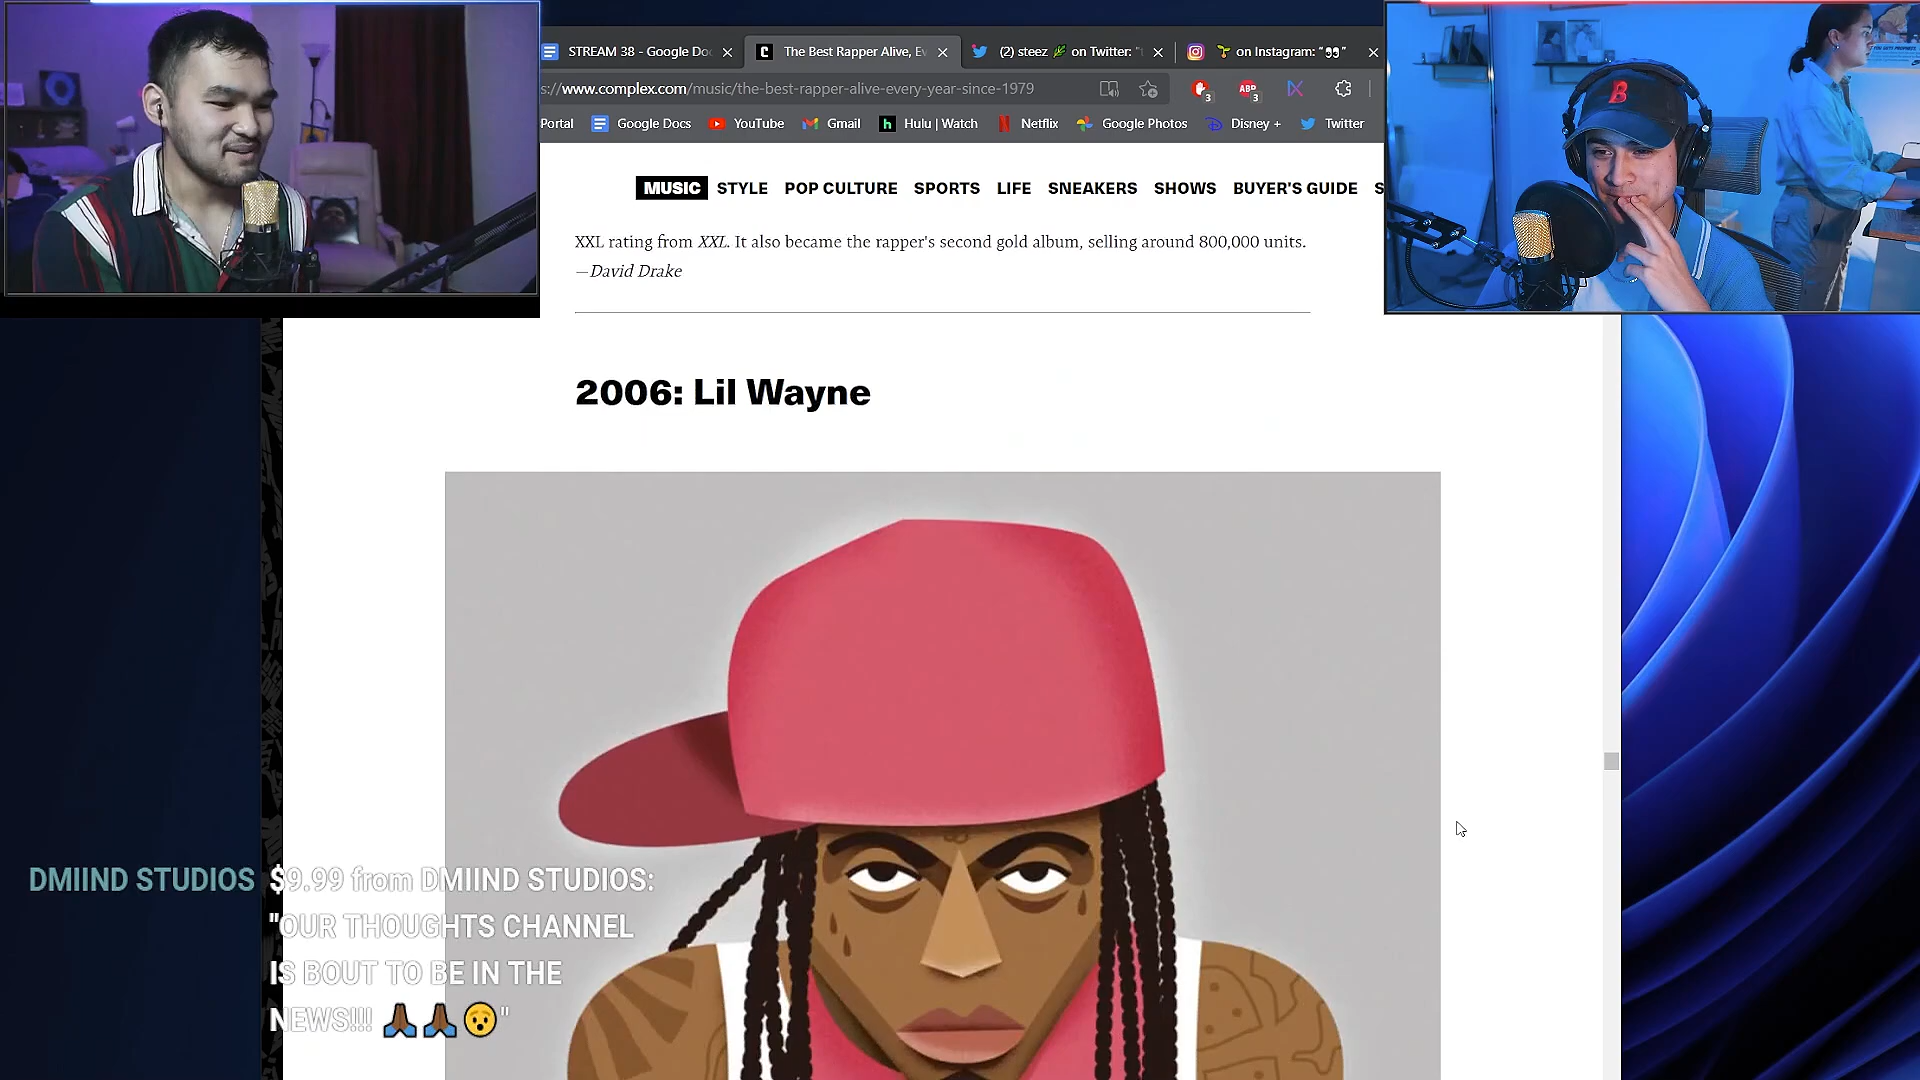 STREAM 38 - Google Do
The Best Rapper Alive, E
(2) steez 🌿 on Twitter: "
🌱 on Instagram: "👀"
s://www.complex.com/music/the-best-rapper-alive-every-year-since-1979
3
ABP
3
Portal
Google Docs
YouTube
Gmail
h Hulu | Watch
Netflix
Google Photos
Disney +
Twitter
MUSIC STYLE POP CULTURE SPORTS LIFE SNEAKERS SHOWS BUYER'S GUIDE S
XXL rating from XXL. It also became the rapper's second gold album, selling around 800,000 units.
—David Drake
2006: Lil Wayne
DMIIND STUDIOS $9.99 from DMIIND STUDIOS:
"OUR THOUGHTS CHANNEL
IS BOUT TO BE IN THE
NEWS!!! 🙏🏾🙏🏾😯"
B